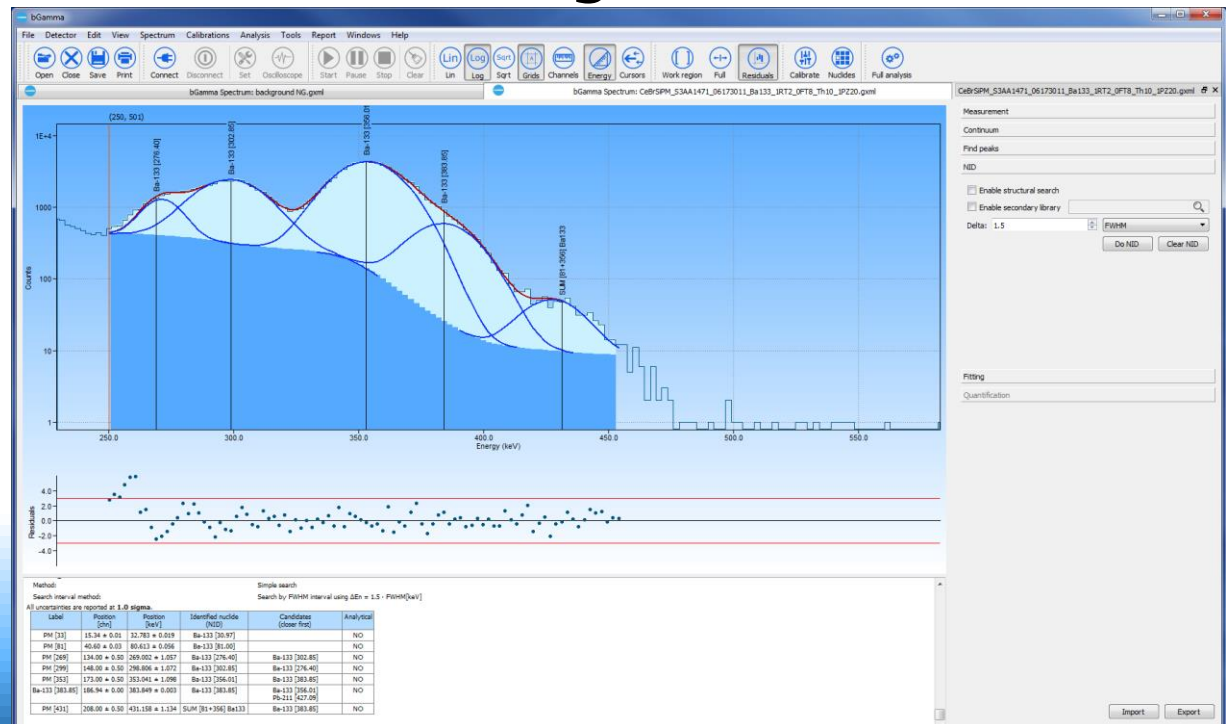 bGamma
File Detector Edit View Spectrum Calibrations Analysis Tools Report Windows Help
Open Close Save Print Connect Disconnect Set Oscilloscope Start Pause Stop Clear Lin Log Sqrt Grids Channels Energy Cursors Work region Full Residuals Calibrate Nuclides Full analysis
Lin Log Sqrt
bGamma Spectrum: background NG.gxml
bGamma Spectrum: CeBrSiPM_S3AA1471_06173011_Ba133_1RT2_0FT8_Th10_1PZ20.gxml
CeBrSiPM_S3AA1471_06173011_Ba133_1RT2_0FT8_Th10_1PZ20.gxml
Measurement
Continuum
Find peaks
NID
Enable structural search
Enable secondary library
Delta: 1.5 FWHM
Do NID Clear NID
Fitting
Quantification
Import Export
(250, 501)
Ba-133 [276.40]
Ba-133 [302.85]
Ba-133 [356.01]
Ba-133 [383.85]
SUM [81+356] Ba133
Counts
1E+4
1000
100
10
1
250.0 300.0 350.0 400.0 450.0 500.0 550.0
Energy (keV)
Residuals
4.0
2.0
0.0
-2.0
-4.0
Method: Simple search
Search interval method: Search by FWHM interval using ΔEn = 1.5 · FWHM[keV]
All uncertainties are reported at 1.0 sigma.
Label Position [chn] Position [keV] Identified nuclide (NID) Candidates (closer first) Analytical
PM [33] 15.34 ± 0.01 32.783 ± 0.019 Ba-133 [30.97] NO
PM [81] 40.60 ± 0.03 80.613 ± 0.056 Ba-133 [81.00] NO
PM [269] 134.00 ± 0.50 269.002 ± 1.057 Ba-133 [276.40] Ba-133 [302.85] NO
PM [299] 148.00 ± 0.50 298.806 ± 1.072 Ba-133 [302.85] Ba-133 [276.40] NO
PM [353] 173.00 ± 0.50 353.041 ± 1.098 Ba-133 [356.01] Ba-133 [383.85] NO
Ba-133 [383.85] 186.94 ± 0.00 383.849 ± 0.003 Ba-133 [383.85] Ba-133 [356.01] NO
Pb-211 [427.09]
PM [431] 208.00 ± 0.50 431.158 ± 1.134 SUM [81+356] Ba133 Ba-133 [383.85] NO